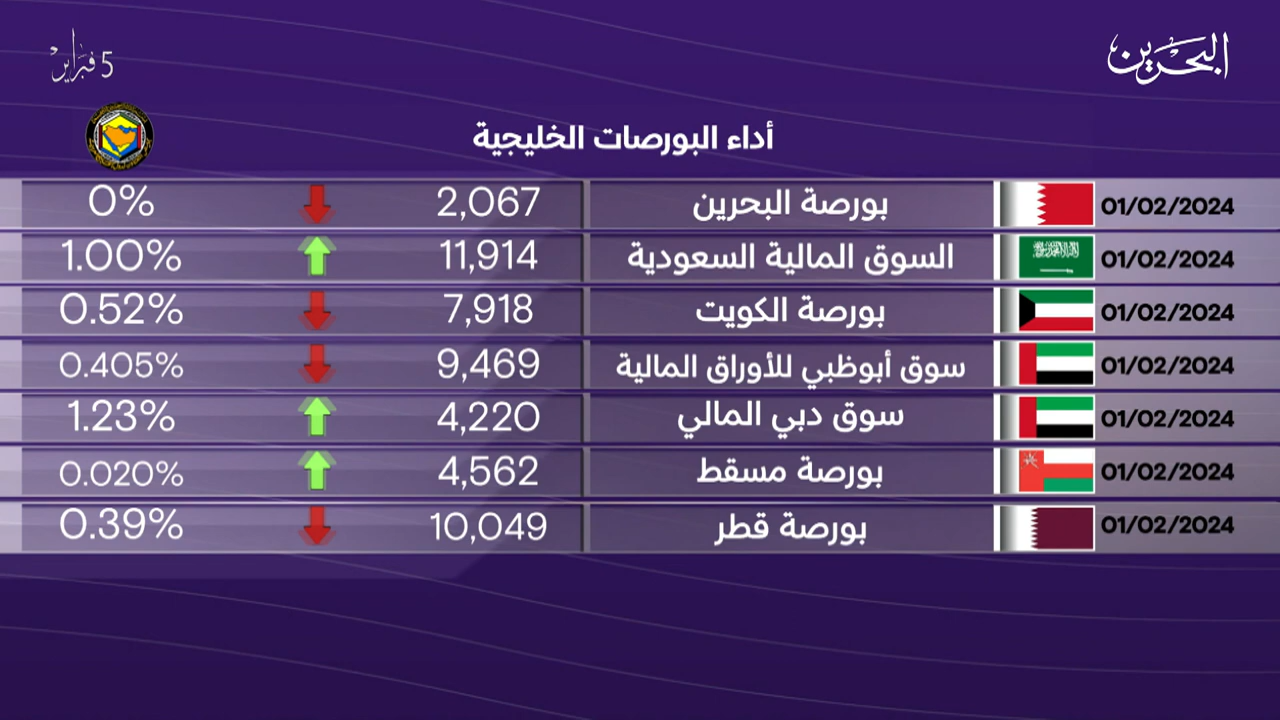 البحرين
5 فبراير
أداء البورصات الخليجية
01/02/2024 بورصة البحرين 2,067 0%
01/02/2024 السوق المالية السعودية 11,914 1.00%
01/02/2024 بورصة الكويت 7,918 0.52%
01/02/2024 سوق أبوظبي للأوراق المالية 9,469 0.405%
01/02/2024 سوق دبي المالي 4,220 1.23%
01/02/2024 بورصة مسقط 4,562 0.020%
01/02/2024 بورصة قطر 10,049 0.39%